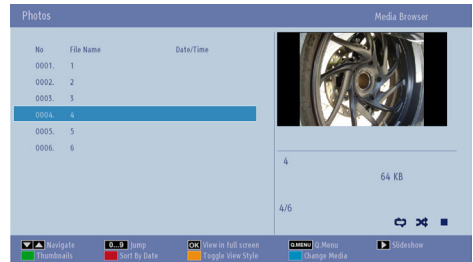 Photos Media Browser
No File Name Date/Time
0001. 1
0002. 2
0003. 3
0004. 4
0005. 5
0006. 6
4
64 KB
4/6
Navigate 0...9 Jump OK View in full screen Q.MENU Q.Menu Slideshow
Thumbnails Sort By Date Toggle View Style Change Media